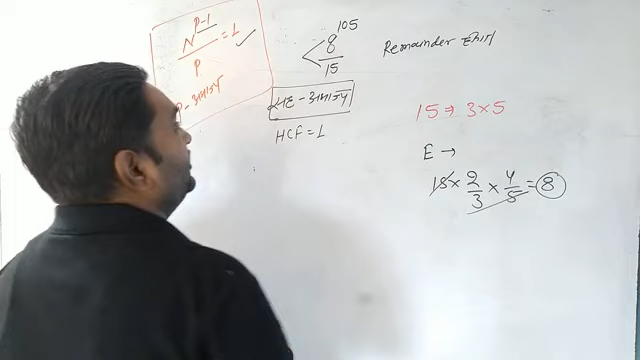 N^P-1 / P = 1 ✓
P - अभाज्य
8^105 / 15
सह - अभाज्य
HCF = 1
Remainder
15 ⇒ 3 × 5
E →
15 × 2/3 × 4/5 = 8